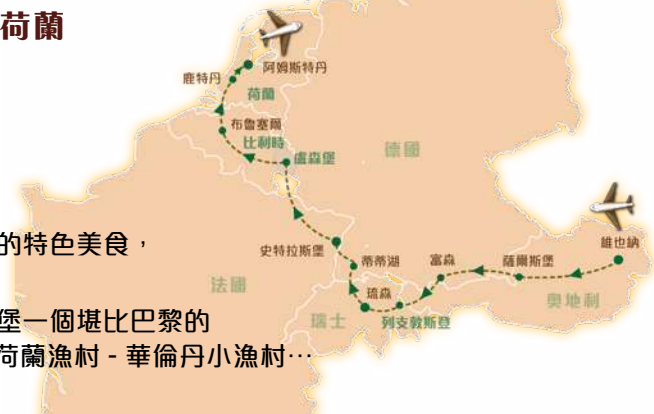 荷蘭
阿姆斯特丹
鹿特丹
荷蘭
布魯塞爾
比利時
盧森堡
德國
的特色美食，
史特拉斯堡
蒂蒂湖
富森
薩爾斯堡
維也納
法國
琉森
奧地利
堡一個堪比巴黎的
瑞士
列支敦斯登
荷蘭漁村 - 華倫丹小漁村…